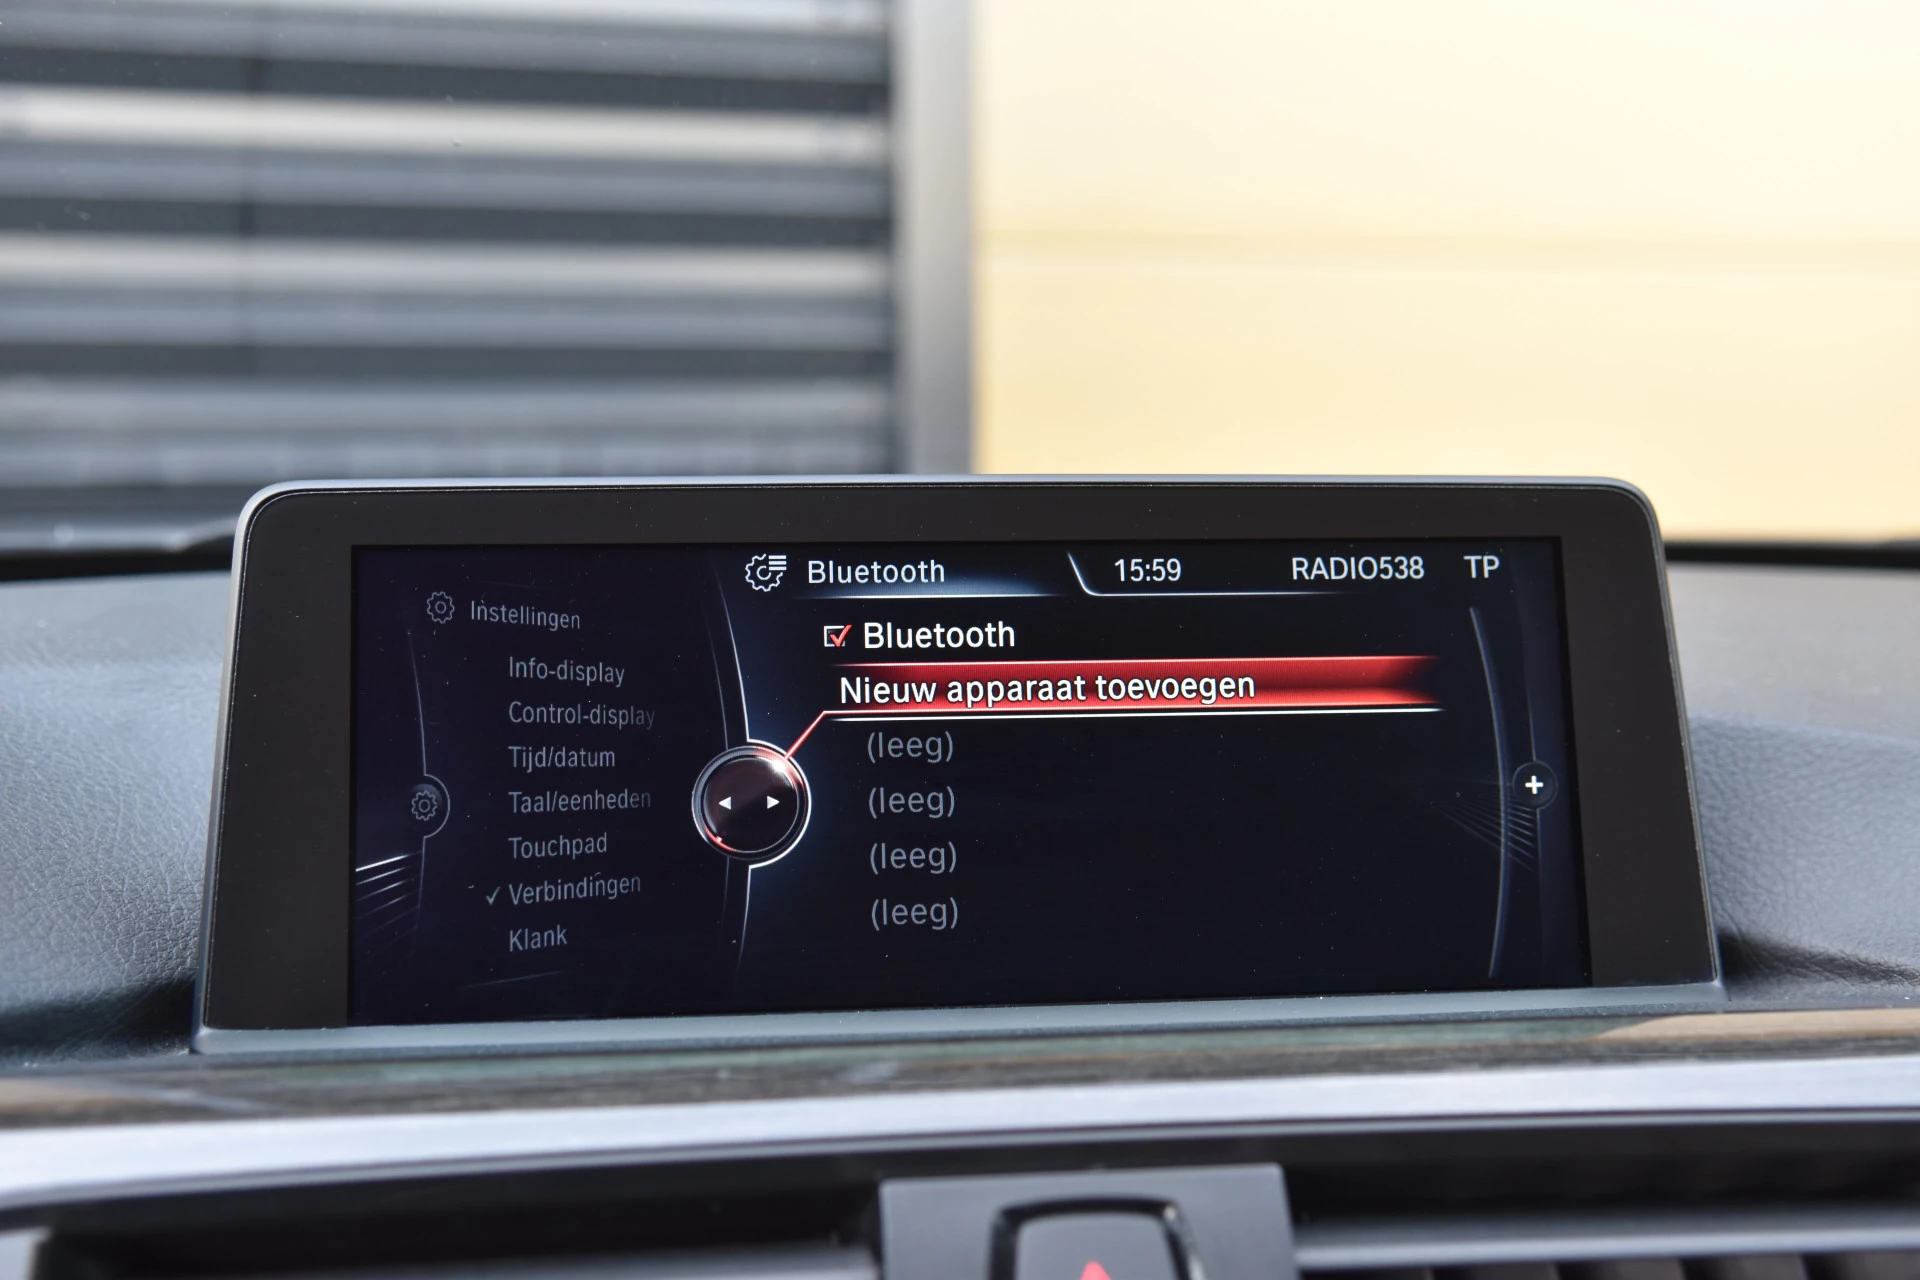 Bluetooth 15:59 RADIO538 TP
Instellingen
Info-display
Control-display
Tijd/datum
Taal/eenheden
Touchpad
Verbindingen
Klank
Bluetooth
Nieuw apparaat toevoegen
(leeg)
(leeg)
(leeg)
(leeg)